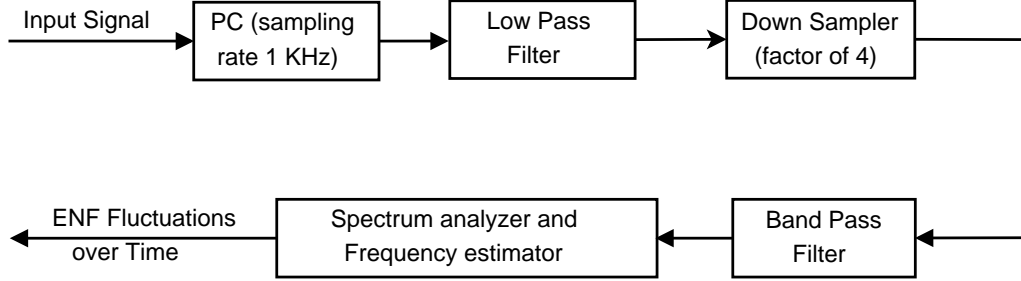 Input Signal
PC (sampling
rate 1 KHz)
Low Pass
Filter
Down Sampler
(factor of 4)
ENF Fluctuations
over Time
Spectrum analyzer and
Frequency estimator
Band Pass
Filter